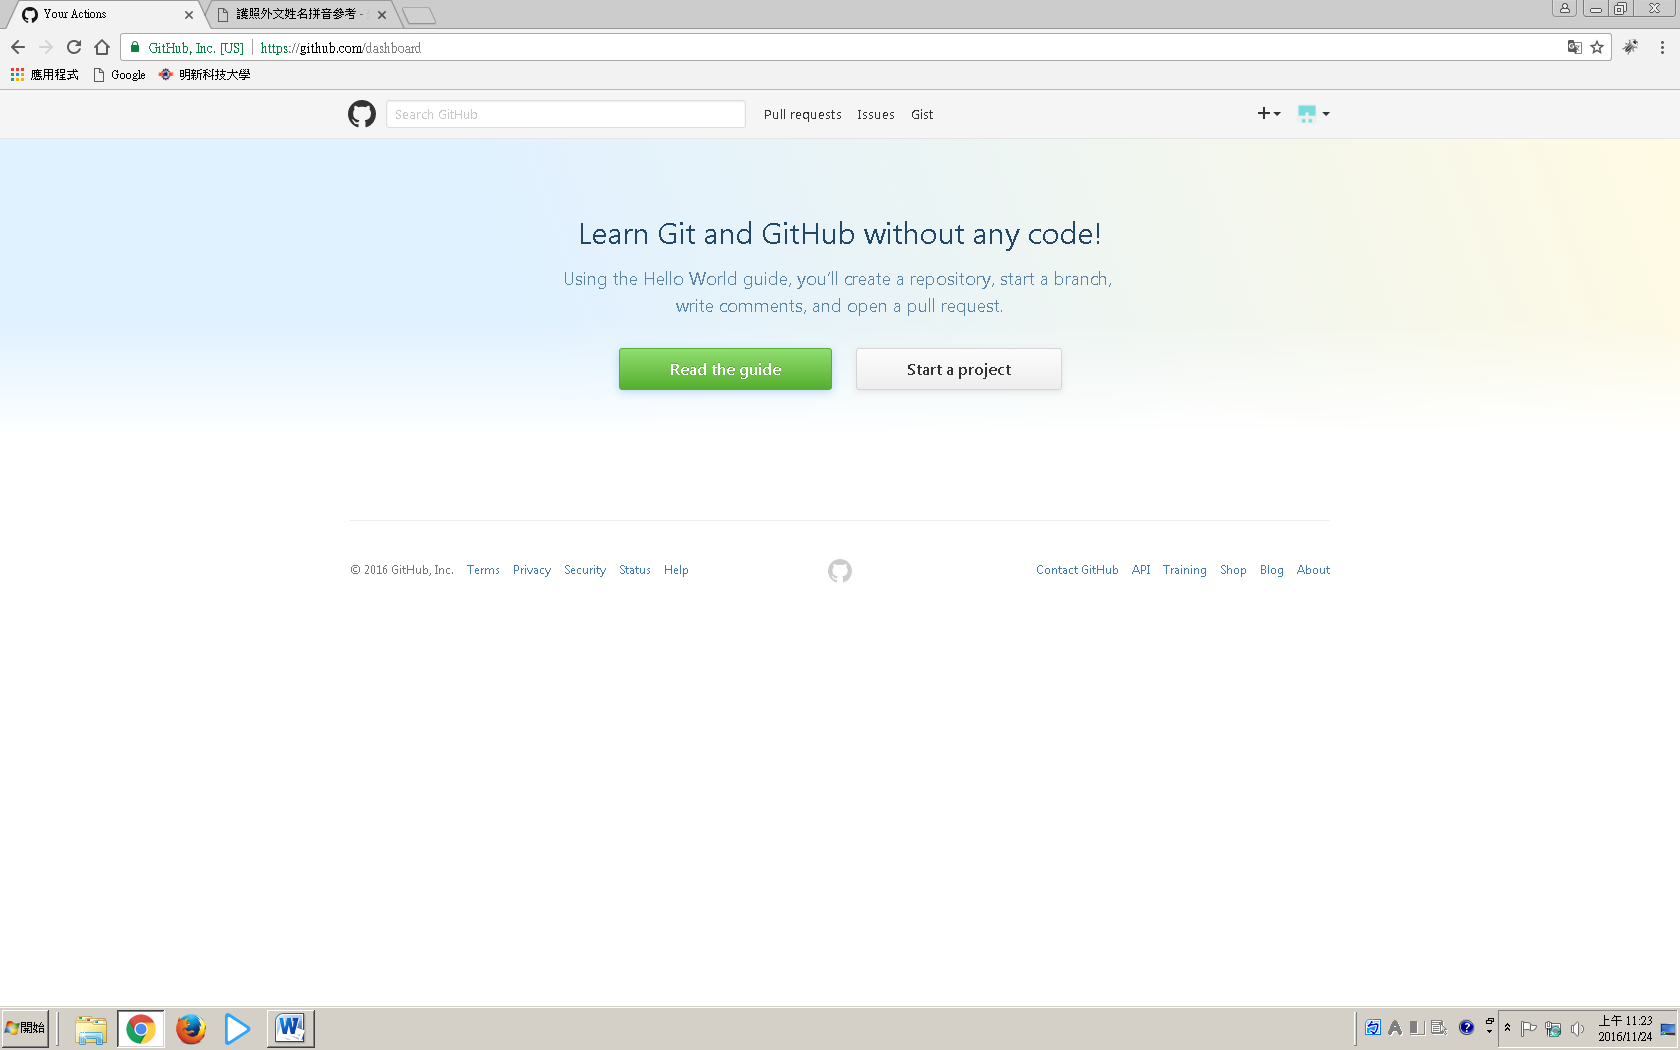 Your Actions
護照外文姓名拼音參考 -
GitHub, Inc. [US]
https://github.com/dashboard
應用程式
Google
明新科技大學
Search GitHub
Pull requests
Issues
Gist
Learn Git and GitHub without any code!
Using the Hello World guide, you’ll create a repository, start a branch,
write comments, and open a pull request.
Read the guide
Start a project
© 2016 GitHub, Inc.
Terms
Privacy
Security
Status
Help
Contact GitHub
API
Training
Shop
Blog
About
開始
上午 11:23
2016/11/24